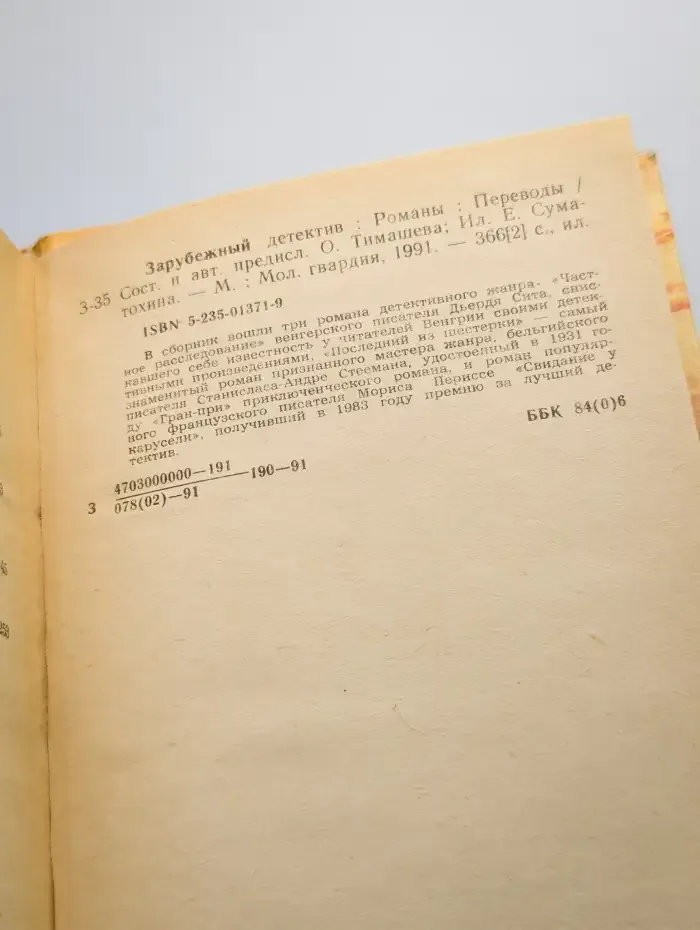 Зарубежный детектив : Романы : Переводы /
З-35 Сост. и авт. предисл. О. Тимашева; Ил. Е. Сума-
тохина. — М. : Мол. гвардия, 1991. — 366[2] с., ил.
ISBN 5-235-01371-9
В сборник вошли три романа детективного жанра. «Част-
ное расследование» венгерского писателя Дьердя Сита, снис-
кавшего себе известность у читателей Венгрии своими детек-
тивными произведениями, «Последний из шестерки» — самый
знаменитый роман признанного мастера жанра, бельгийского
писателя Станисласа-Андре Стеемана, удостоенный в 1931 го-
ду «Гран-при» приключенческого романа, и роман популяр-
ного французского писателя Мориса Периссе «Свидание у
карусели», получивший в 1983 году премию за лучший де-
тектив.
ББК 84(0)6
4703000000—191
З —190—91
078(02)—91